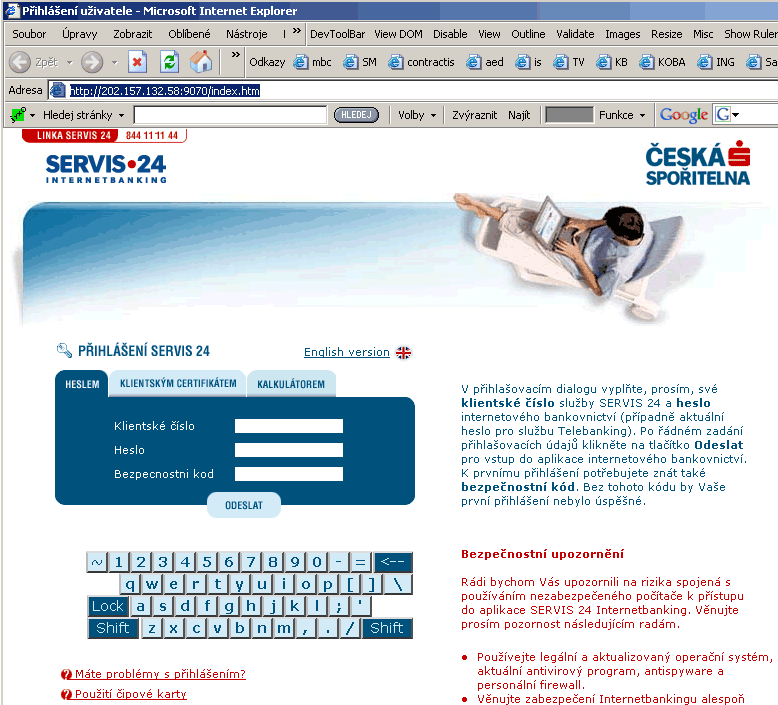 Přihlášení uživatele - Microsoft Internet Explorer
Soubor Úpravy Zobrazit Oblíbené Nástroje » DevToolBar View DOM Disable View Outline Validate Images Resize Misc Show Ruler
Zpět » Odkazy mbc SM contractis aed is TV KB KOBA ING Sa
Adresa http://202.157.132.58:9070/index.htm
Hledej stránky HLEDEJ Volby Zvýraznit Najít Funkce Google G
LINKA SERVIS 24 844 11 11 44
SERVIS•24
INTERNETBANKING
ČESKÁ
SPOŘITELNA
PŘIHLÁŠENÍ SERVIS 24 English version
HESLEM KLIENTSKÝM CERTIFIKÁTEM KALKULÁTOREM
Klientské číslo
Heslo
Bezpecnostni kod
ODESLAT
~ 1 2 3 4 5 6 7 8 9 0 - = <--
q w e r t y u i o p [ ] \
Lock a s d f g h j k l ; '
Shift z x c v b n m , . / Shift
Máte problémy s přihlášením?
Použití čipové karty
V přihlašovacím dialogu vyplňte, prosím, své
klientské číslo služby SERVIS 24 a heslo
internetového bankovnictví (případně aktuální
heslo pro službu Telebanking). Po řádném zadání
přihlašovacích údajů klikněte na tlačítko Odeslat
pro vstup do aplikace internetového bankovnictví.
K prvnímu přihlášení potřebujete znát také
bezpečnostní kód. Bez tohoto kódu by Vaše
první přihlášení nebylo úspěšné.
Bezpečnostní upozornění
Rádi bychom Vás upozornili na rizika spojená s
používáním nezabezpečeného počítače k přístupu
do aplikace SERVIS 24 Internetbanking. Věnujte
prosím pozornost následujícím radám.
• Používejte legální a aktualizovaný operační systém,
aktuální antivirový program, antispyware a
personální firewall.
• Věnujte zabezpečení Internetbankingu alespoň